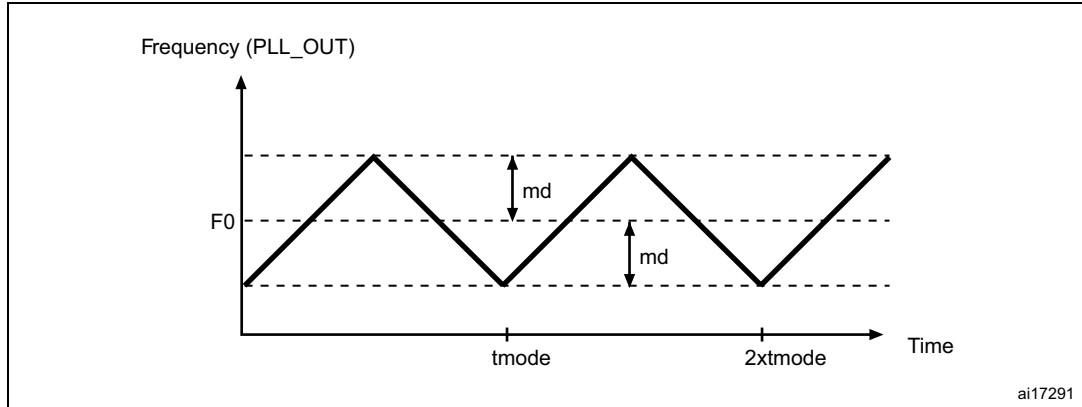 Frequency (PLL_OUT)
md
F0
md
tmode
2xtmode
Time
ai17291